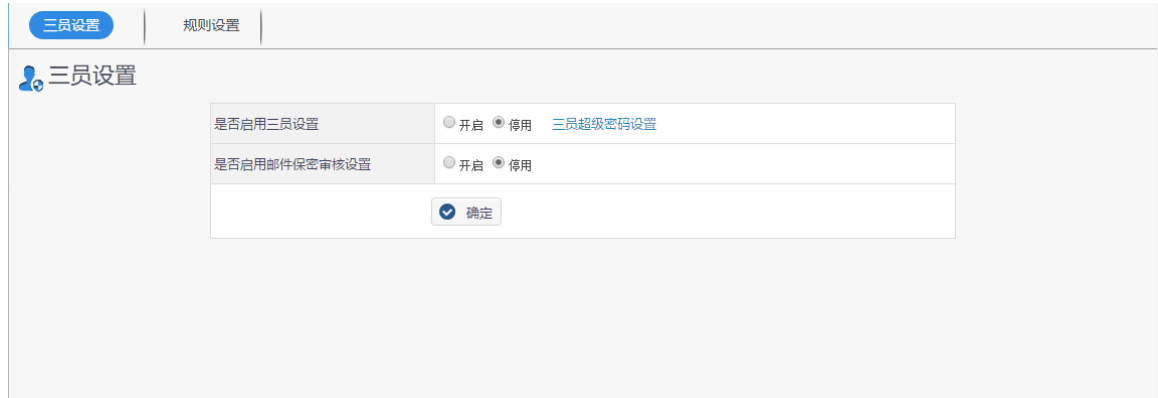 三员设置 规则设置
三员设置
是否启用三员设置 开启 停用 三员超级密码设置
是否启用邮件保密审核设置 开启 停用
确定